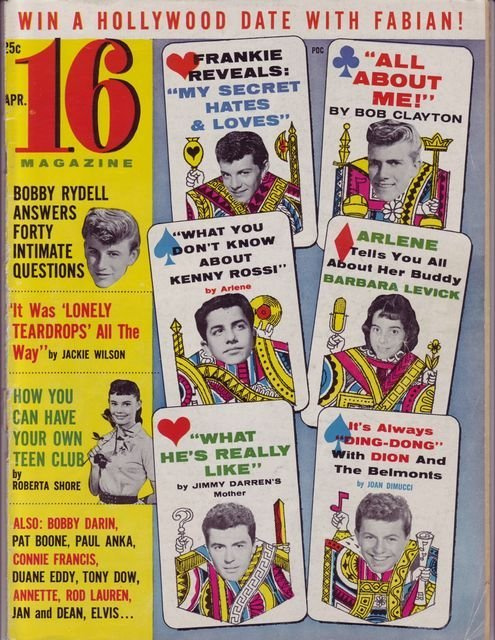 WIN A HOLLYWOOD DATE WITH FABIAN!
25c
APR.
16
MAGAZINE
BOBBY RYDELL
ANSWERS
FORTY
INTIMATE
QUESTIONS
"It Was 'LONELY
TEARDROPS' All The
Way" by JACKIE WILSON
HOW YOU
CAN HAVE
YOUR OWN
TEEN CLUB
by
ROBERTA SHORE
ALSO: BOBBY DARIN,
PAT BOONE, PAUL ANKA,
CONNIE FRANCIS,
DUANE EDDY, TONY DOW,
ANNETTE, ROD LAUREN,
JAN and DEAN, ELVIS...
FRANKIE
REVEALS:
"MY SECRET
HATES
& LOVES"
PDC
"ALL
ABOUT
ME!"
BY BOB CLAYTON
"WHAT YOU
DON'T KNOW
ABOUT
KENNY ROSSI"
by Arlene
ARLENE
Tells You All
About Her Buddy
BARBARA LEVICK
"WHAT
HE'S REALLY
LIKE"
by JIMMY DARREN'S
Mother
It's Always
"DING-DONG"
With DION And
The Belmonts
by JOAN DIMUCCI